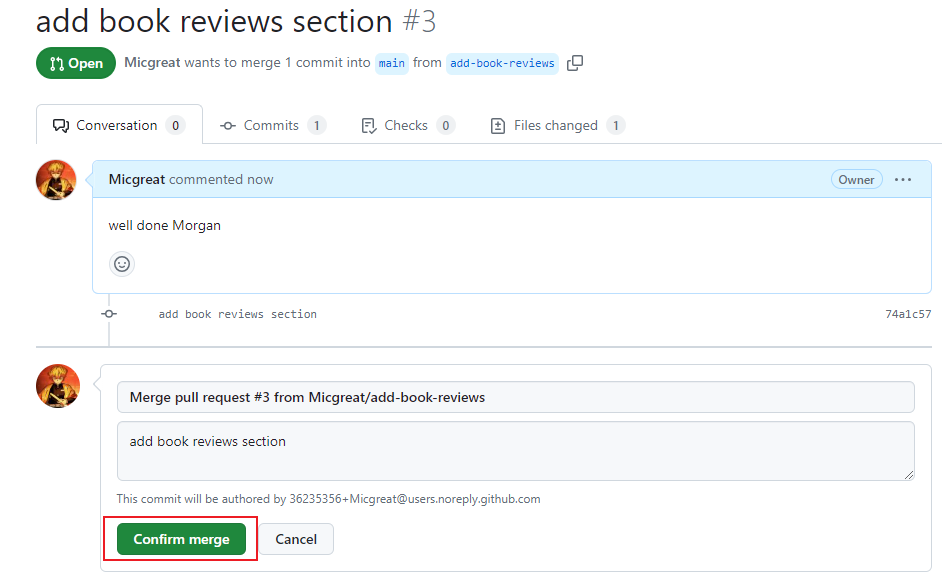 add book reviews section #3
Open Micgreat wants to merge 1 commit into main from add-book-reviews
Conversation 0 Commits 1 Checks 0 Files changed 1
Micgreat commented now Owner
well done Morgan
add book reviews section 74a1c57
Merge pull request #3 from Micgreat/add-book-reviews
add book reviews section
This commit will be authored by 36235356+Micgreat@users.noreply.github.com
Confirm merge Cancel